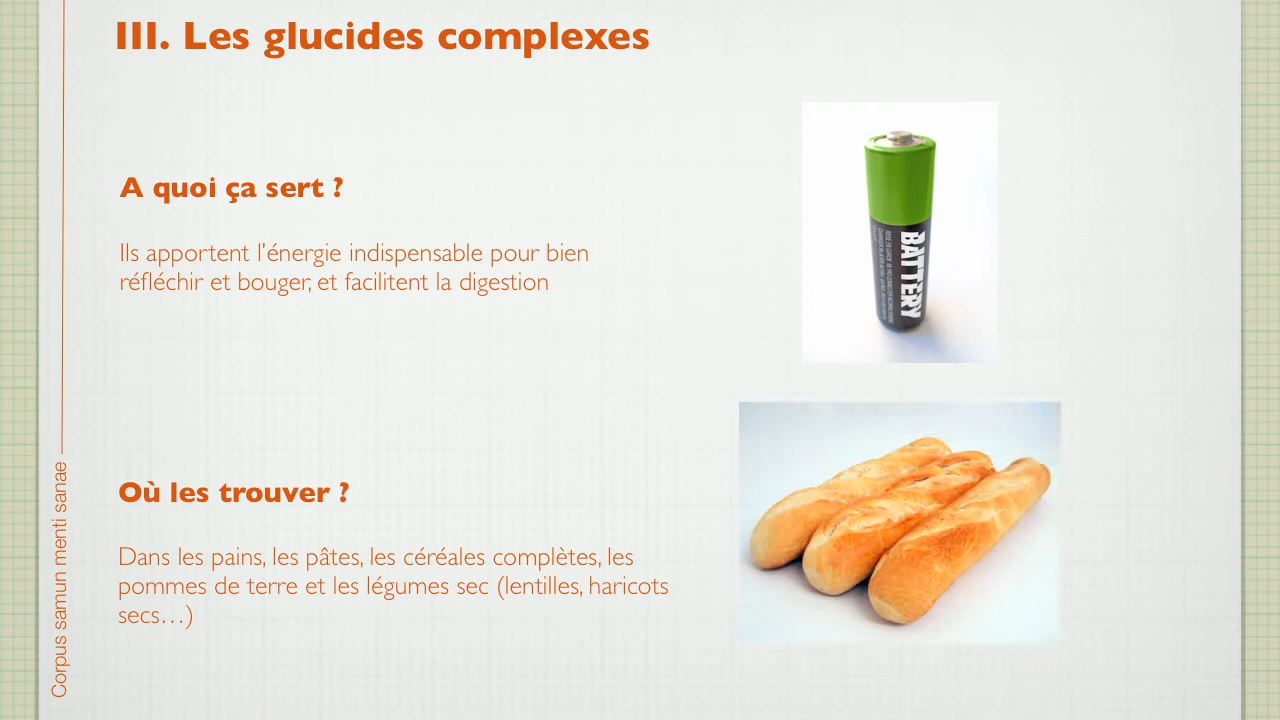 III. Les glucides complexes
A quoi ça sert ?
Ils apportent l'énergie indispensable pour bien
réfléchir et bouger, et facilitent la digestion
BATTERY
Où les trouver ?
Dans les pains, les pâtes, les céréales complètes, les
pommes de terre et les légumes sec (lentilles, haricots
secs…)
Corpus samun menti sanae